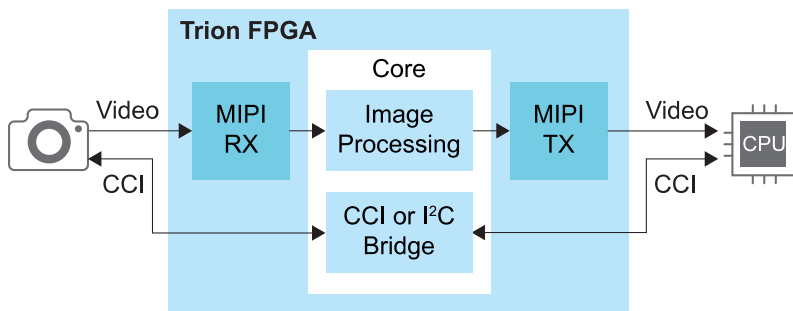 Trion FPGA
Core
Video
MIPI
RX
Image
Processing
MIPI
TX
Video
CPU
CCI
CCI
CCI or I²C
Bridge